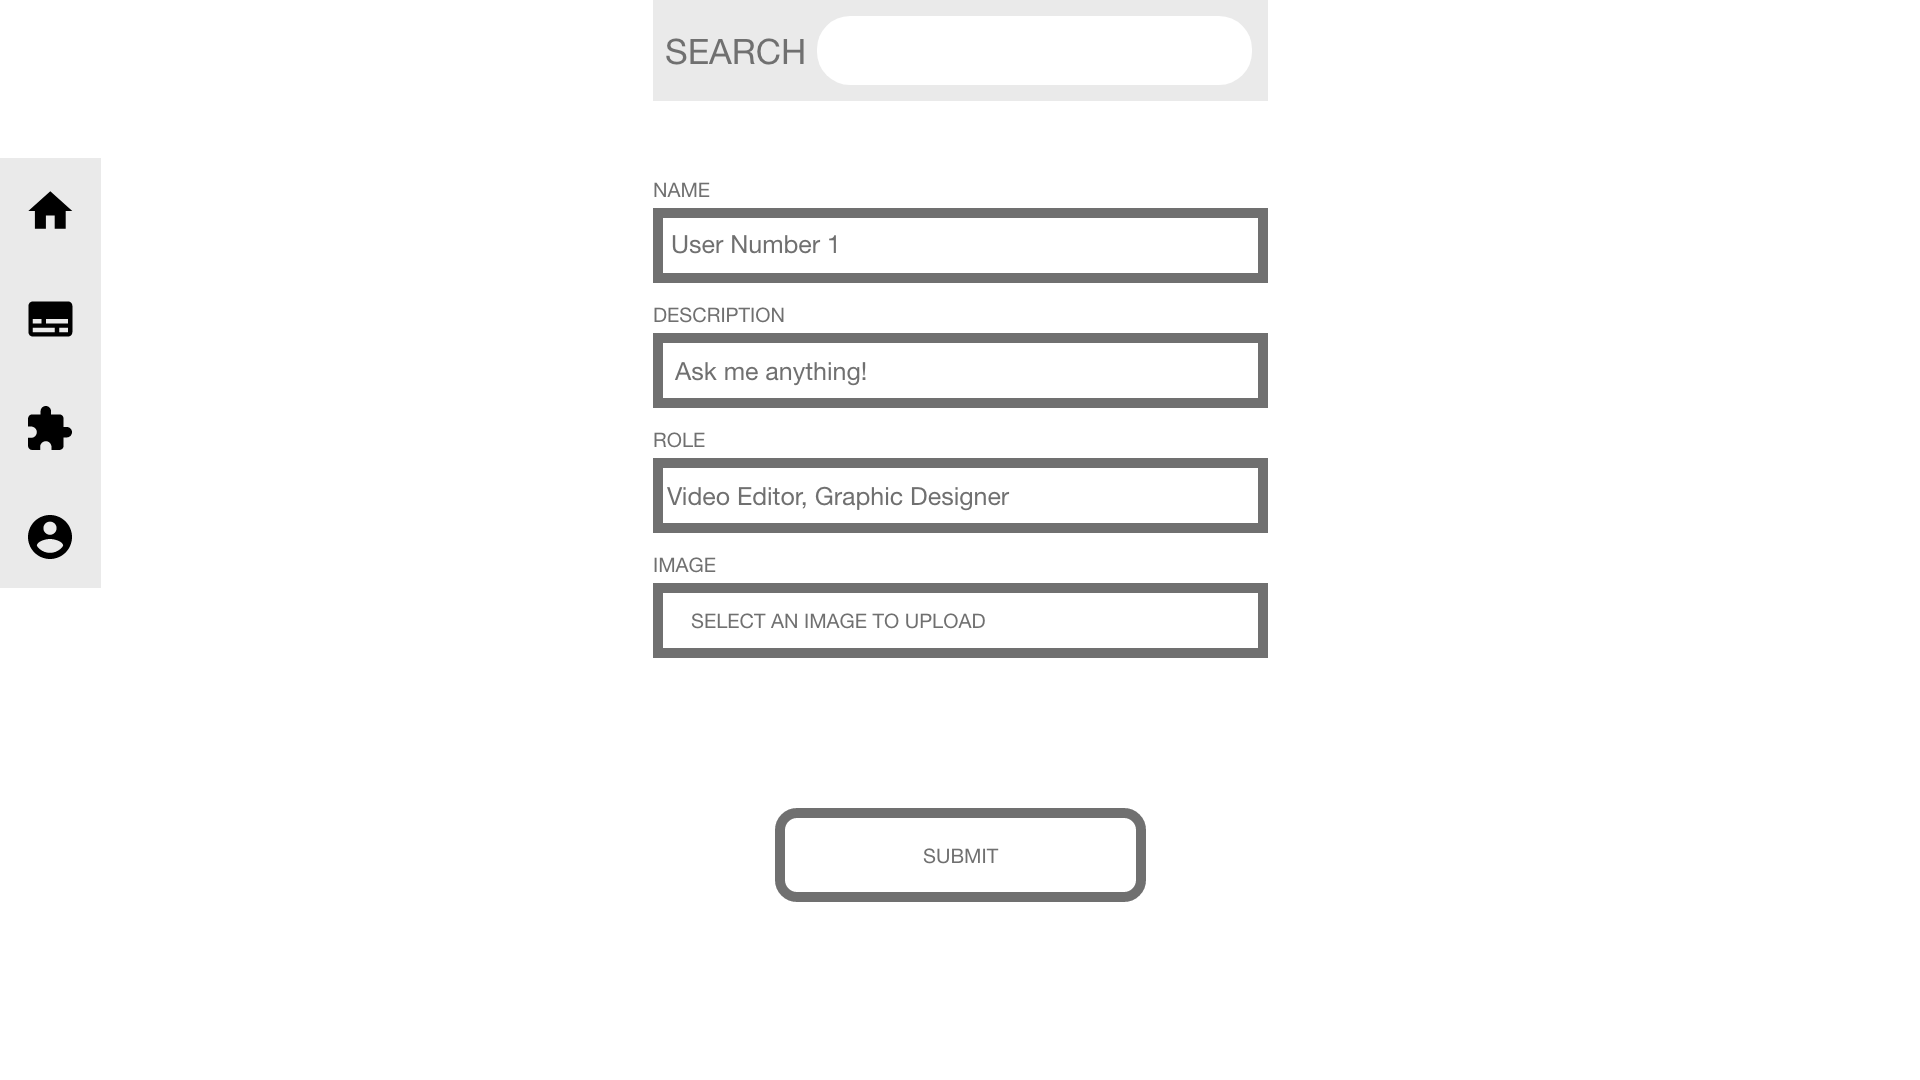 SEARCH
NAME
User Number 1
DESCRIPTION
Ask me anything!
ROLE
Video Editor, Graphic Designer
IMAGE
SELECT AN IMAGE TO UPLOAD
SUBMIT